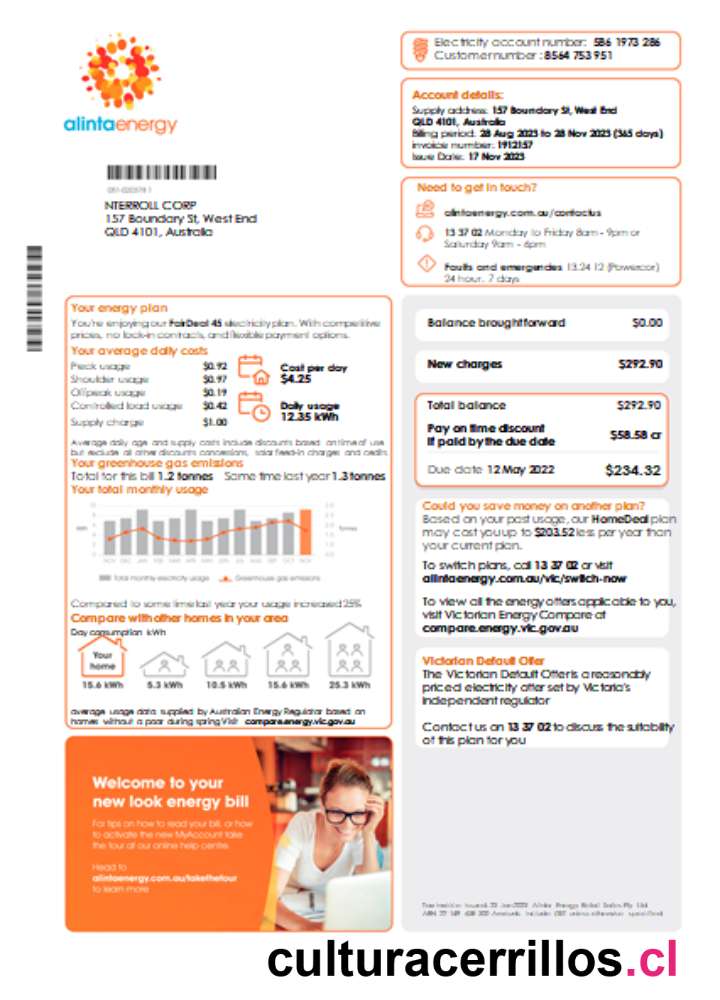 alintaenergy
Electricity account number: 586 1973 286
Customer number : 8564 753 951
Account details:
Supply address: 157 Boundary St, West End
QLD 4101, Australia
Billing period: 28 Aug 2023 to 28 Nov 2023 (365 days)
invoice number: 1912157
Issue Date: 17 Nov 2023
NTERROLL CORP
157 Boundary St, West End
QLD 4101, Australia
Need to get in touch?
alintaenergy.com.au/contactus
13 37 02 Monday to Friday 8am - 9pm or
Saturday 9am - 6pm
Faults and emergencies 13 24 12 (Powercor)
24 hour, 7 days
Your energy plan
You're enjoying our FairDeal 45 electricity plan. With competitive
prices, no lock-in contracts, and flexible payment options.
Your average daily costs
Peck usage $0.92
Shoulder usage $0.97
Offpeak usage $0.19
Controlled load usage $0.42
Supply charge $1.00
Cost per day
$4.25
Daily usage
12.35 kWh
Average daily age and supply costs include discounts based on time of use
but exclude all other discounts concessions, solar feed-in charges and credits
Your greenhouse gas emissions
Total for this bill 1.2 tonnes Same time last year 1.3 tonnes
Your total monthly usage
kWh
Tonnes
Total monthly electricity usage Greenhouse gas emissions
Compared to same time last year your usage increased 25%
Compare with other homes in your area
Day consumption kWh
Your
home
15.6 kWh 5.3 kWh 10.5 kWh 15.6 kWh 25.3 kWh
average usage data supplied by Australian Energy Regulator based on
homes without a poor during spring Visit compare.energy.vic.gov.au
Balance brought forward $0.00
New charges $292.90
Total balance $292.90
Pay on time discount
if paid by the due date $58.58 cr
Due date 12 May 2022 $234.32
Could you save money on another plan?
Based on your past usage, our HomeDeal plan
may cost you up to $203.52 less per year than
your current plan.
To switch plans, call 13 37 02 or visit
alintaenergy.com.au/vic/switch-now
To view all the energy offers applicable to you,
visit Victorian Energy Compare at
compare.energy.vic.gov.au
Victorian Default Offer
The Victorian Default Offer is a reasonably
priced electricity offer set by Victoria's
independent regulator
Contact us on 13 37 02 to discuss the suitability
of this plan for you
Welcome to your
new look energy bill
For tips on how to read your bill, or how
to activate the new MyAccount take
the tour at our online help centre.
Head to
alintaenergy.com.au/takethetour
to learn more
culturacerrillos.cl